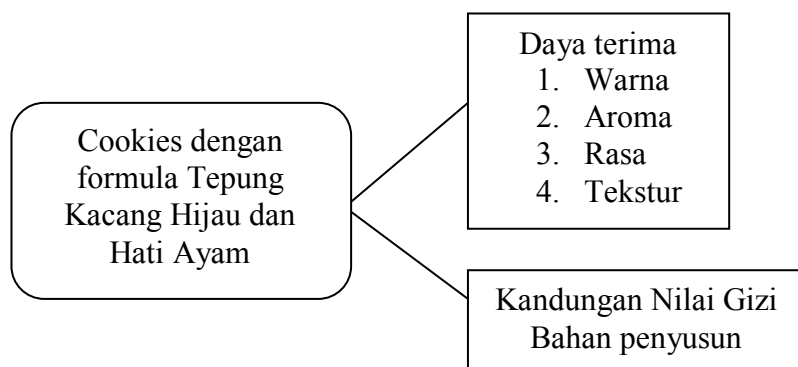 Cookies dengan
formula Tepung
Kacang Hijau dan
Hati Ayam
Daya terima
1. Warna
2. Aroma
3. Rasa
4. Tekstur
Kandungan Nilai Gizi
Bahan penyusun